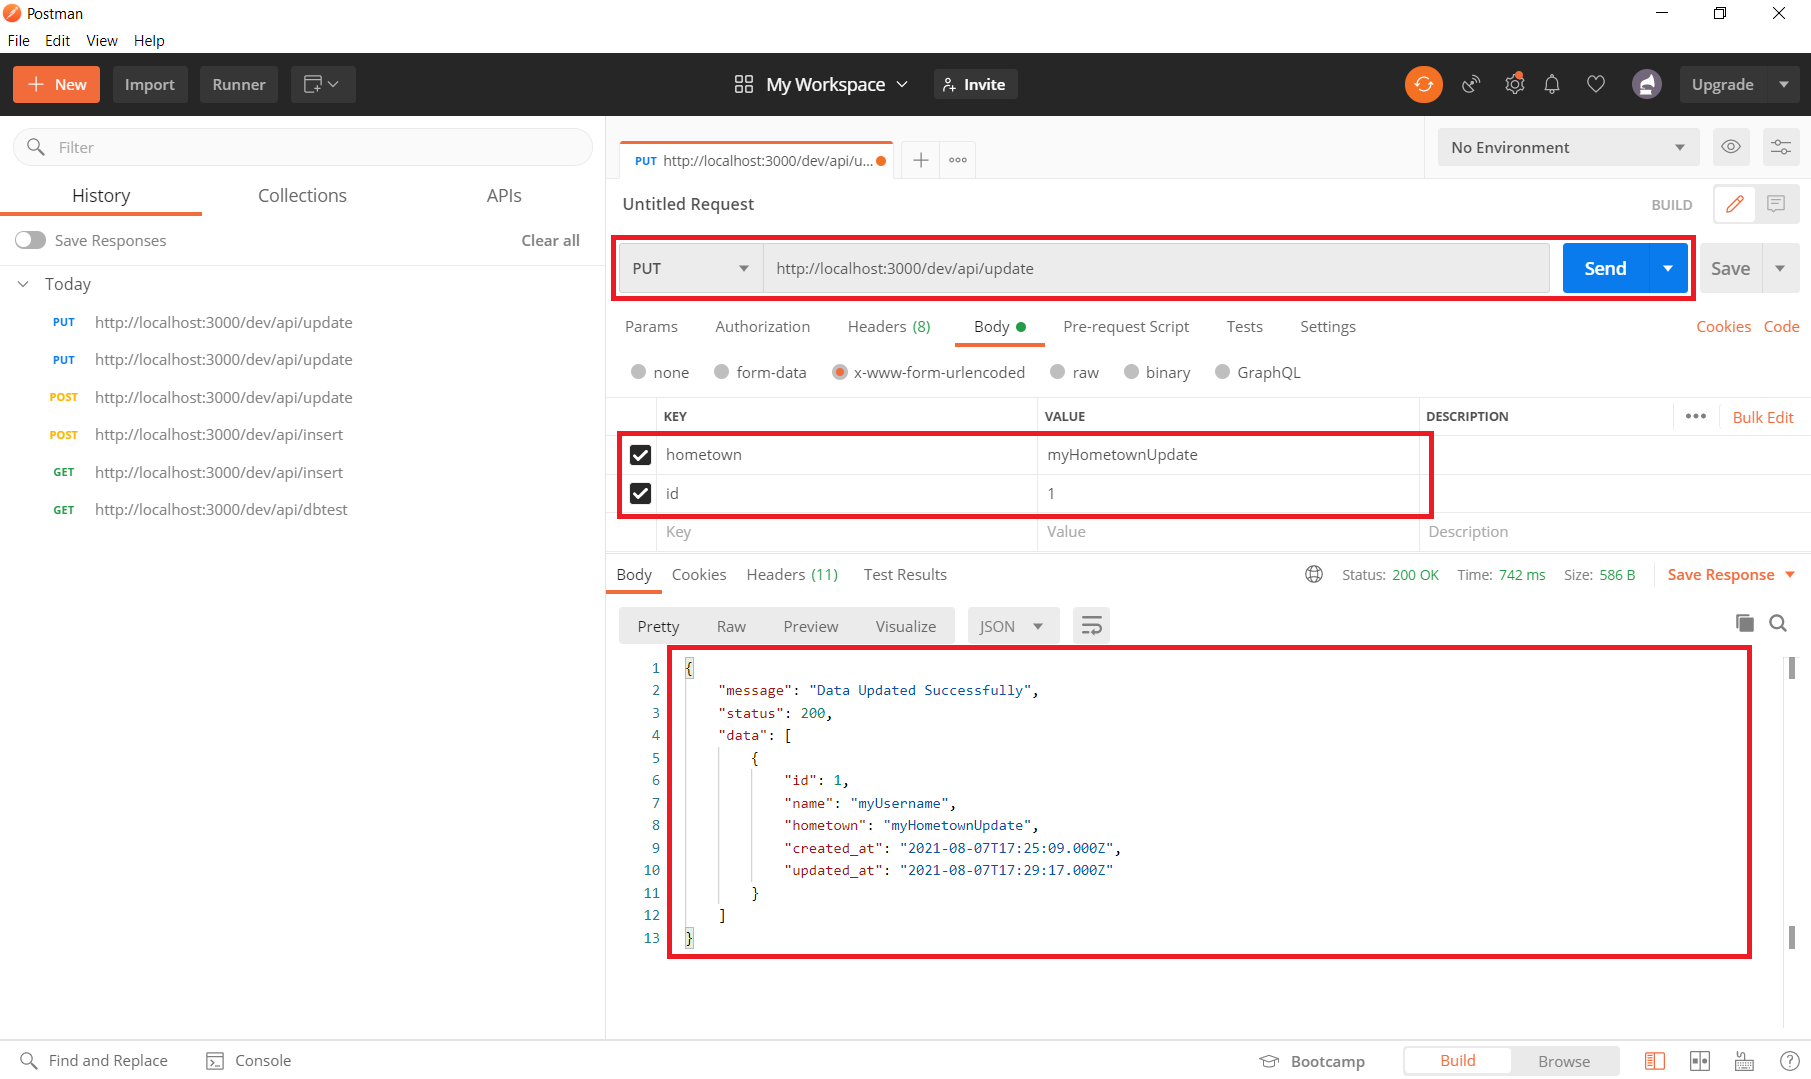 Postman
File Edit View Help
New Import Runner My Workspace Invite Upgrade
Filter
History Collections APIs
Save Responses Clear all
Today
PUT http://localhost:3000/dev/api/update
PUT http://localhost:3000/dev/api/update
POST http://localhost:3000/dev/api/update
POST http://localhost:3000/dev/api/insert
GET http://localhost:3000/dev/api/insert
GET http://localhost:3000/dev/api/dbtest
PUT http://localhost:3000/dev/api/u...
No Environment
Untitled Request BUILD
PUT http://localhost:3000/dev/api/update Send Save
Params Authorization Headers (8) Body Pre-request Script Tests Settings Cookies Code
none form-data x-www-form-urlencoded raw binary GraphQL
KEY VALUE DESCRIPTION ••• Bulk Edit
hometown myHometownUpdate
id 1
Key Value Description
Body Cookies Headers (11) Test Results Status: 200 OK Time: 742 ms Size: 586 B Save Response
Pretty Raw Preview Visualize JSON
1 {
2 "message": "Data Updated Successfully",
3 "status": 200,
4 "data": [
5 {
6 "id": 1,
7 "name": "myUsername",
8 "hometown": "myHometownUpdate",
9 "created_at": "2021-08-07T17:25:09.000Z",
10 "updated_at": "2021-08-07T17:29:17.000Z"
11 }
12 ]
13 }
Find and Replace Console Bootcamp Build Browse